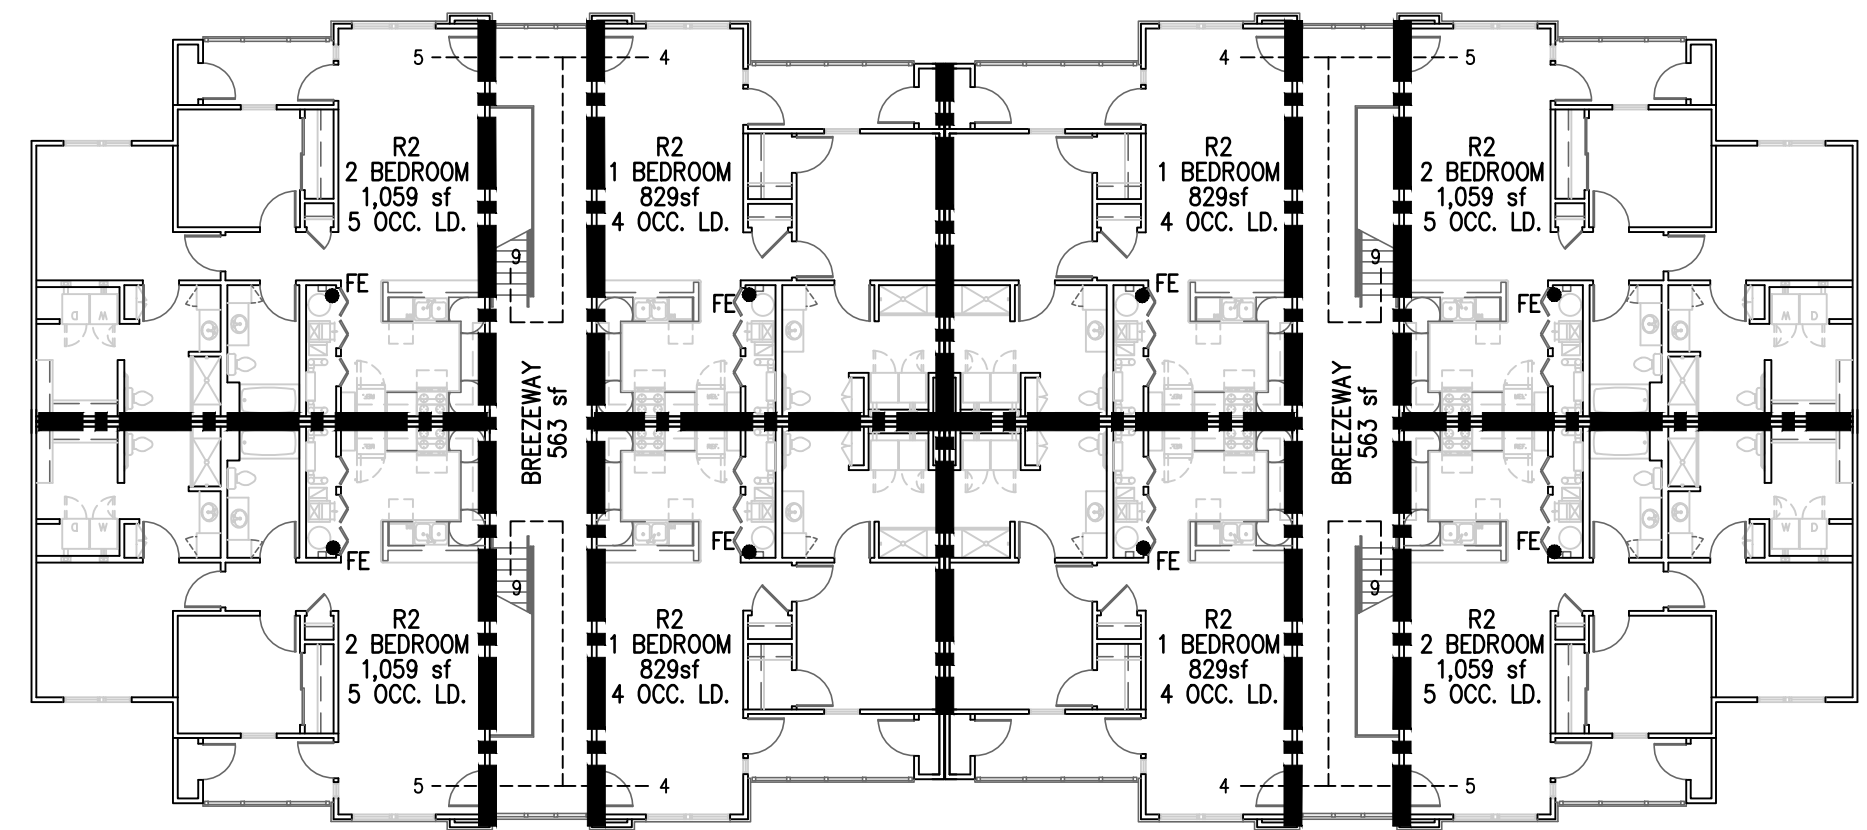 5
4
4
5
R2
2 BEDROOM
1,059 sf
5 OCC. LD.
R2
1 BEDROOM
829sf
4 OCC. LD.
R2
1 BEDROOM
829sf
4 OCC. LD.
R2
2 BEDROOM
1,059 sf
5 OCC. LD.
9
9
FE
FE
FE
FE
D
W
W
D
BREEZEWAY
563 sf
BREEZEWAY
563 sf
D
W
W
D
FE
FE
FE
FE
9
9
R2
2 BEDROOM
1,059 sf
5 OCC. LD.
R2
1 BEDROOM
829sf
4 OCC. LD.
R2
1 BEDROOM
829sf
4 OCC. LD.
R2
2 BEDROOM
1,059 sf
5 OCC. LD.
5
4
4
5